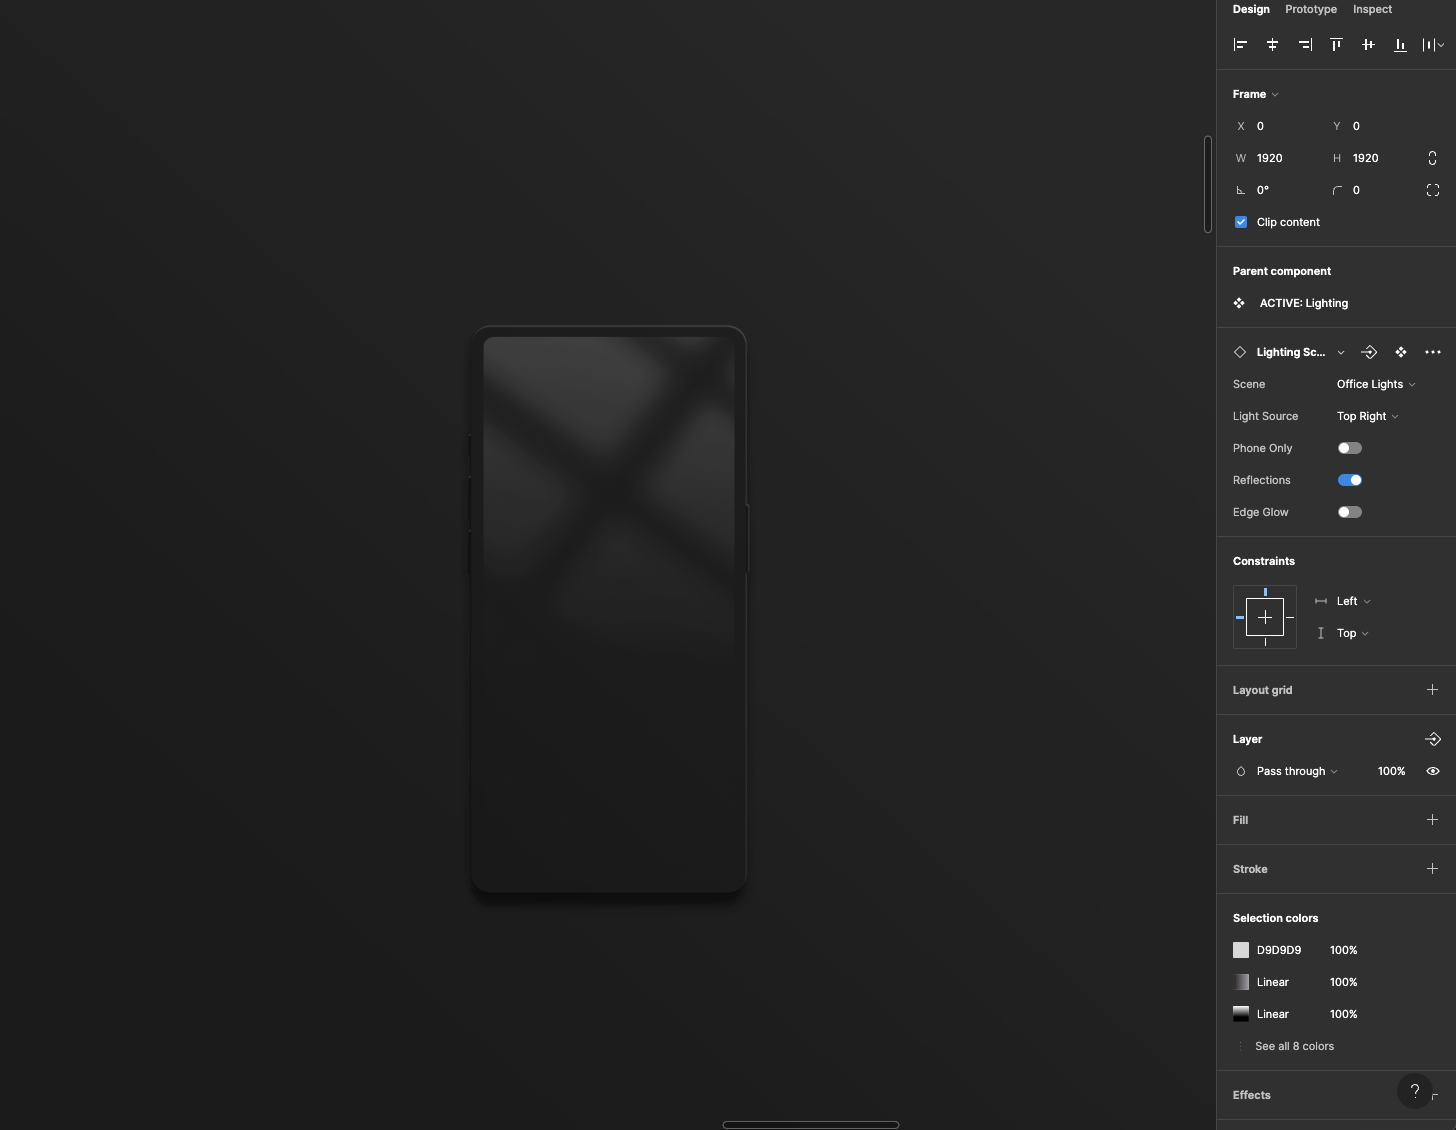 Design Prototype Inspect
Frame
X 0 Y 0
W 1920 H 1920
0° 0
Clip content
Parent component
ACTIVE: Lighting
Lighting Sc...
Scene Office Lights
Light Source Top Right
Phone Only
Reflections
Edge Glow
Constraints
Left
Top
Layout grid
Layer
Pass through 100%
Fill
Stroke
Selection colors
D9D9D9 100%
Linear 100%
Linear 100%
See all 8 colors
Effects
?